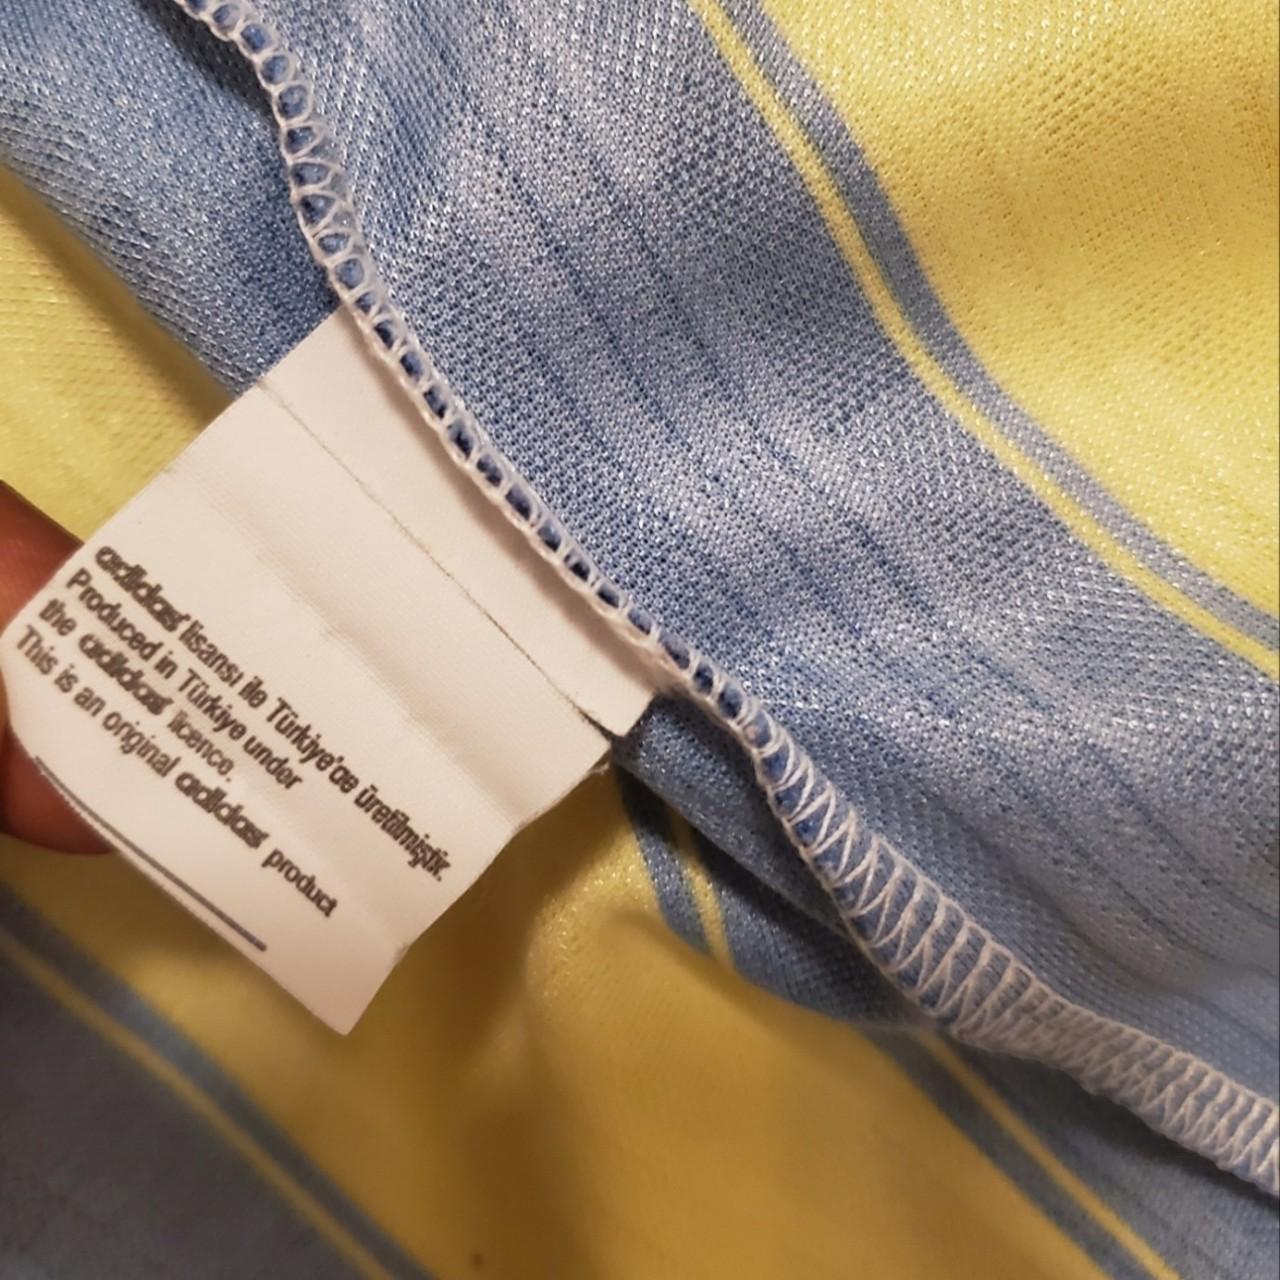 adidas lisansı ile Türkiye'de üretilmiştir.
Produced in Türkiye under
the adidas licence.
This is an original adidas product